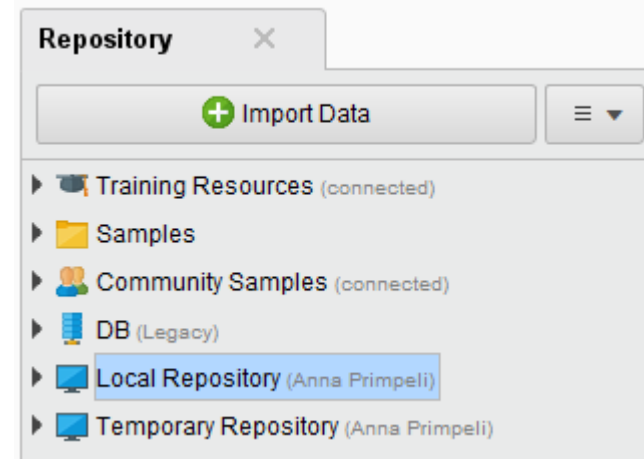 Repository
Import Data
Training Resources (connected)
Samples
Community Samples (connected)
DB (Legacy)
Local Repository (Anna Primpeli)
Temporary Repository (Anna Primpeli)